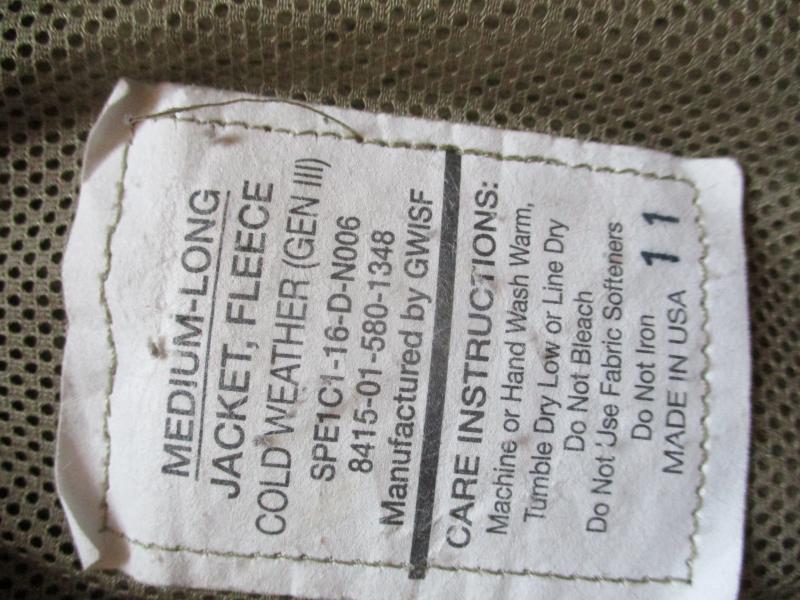 MEDIUM-LONG
JACKET, FLEECE
COLD WEATHER (GEN III)
SPE1C1-16-D-N006
8415-01-580-1348
Manufactured by GWISF
CARE INSTRUCTIONS:
Machine or Hand Wash Warm,
Tumble Dry Low or Line Dry
Do Not Bleach
Do Not Use Fabric Softeners
Do Not Iron
MADE IN USA 11